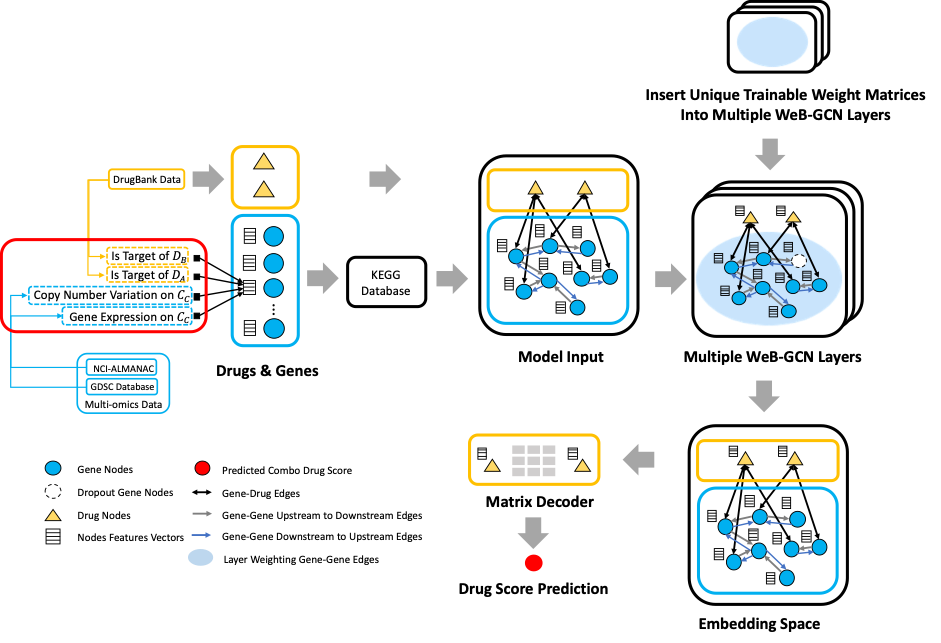 Insert Unique Trainable Weight Matrices
Into Multiple WeB-GCN Layers
DrugBank Data
Is Target of D_B
Is Target of D_A
Copy Number Variation on C_C
Gene Expression on C_C
NCI-ALMANAC
GDSC Database
Multi-omics Data
Drugs & Genes
KEGG
Database
Model Input
Multiple WeB-GCN Layers
Matrix Decoder
Drug Score Prediction
Embedding Space
Gene Nodes
Dropout Gene Nodes
Drug Nodes
Nodes Features Vectors
Predicted Combo Drug Score
Gene-Drug Edges
Gene-Gene Upstream to Downstream Edges
Gene-Gene Downstream to Upstream Edges
Layer Weighting Gene-Gene Edges